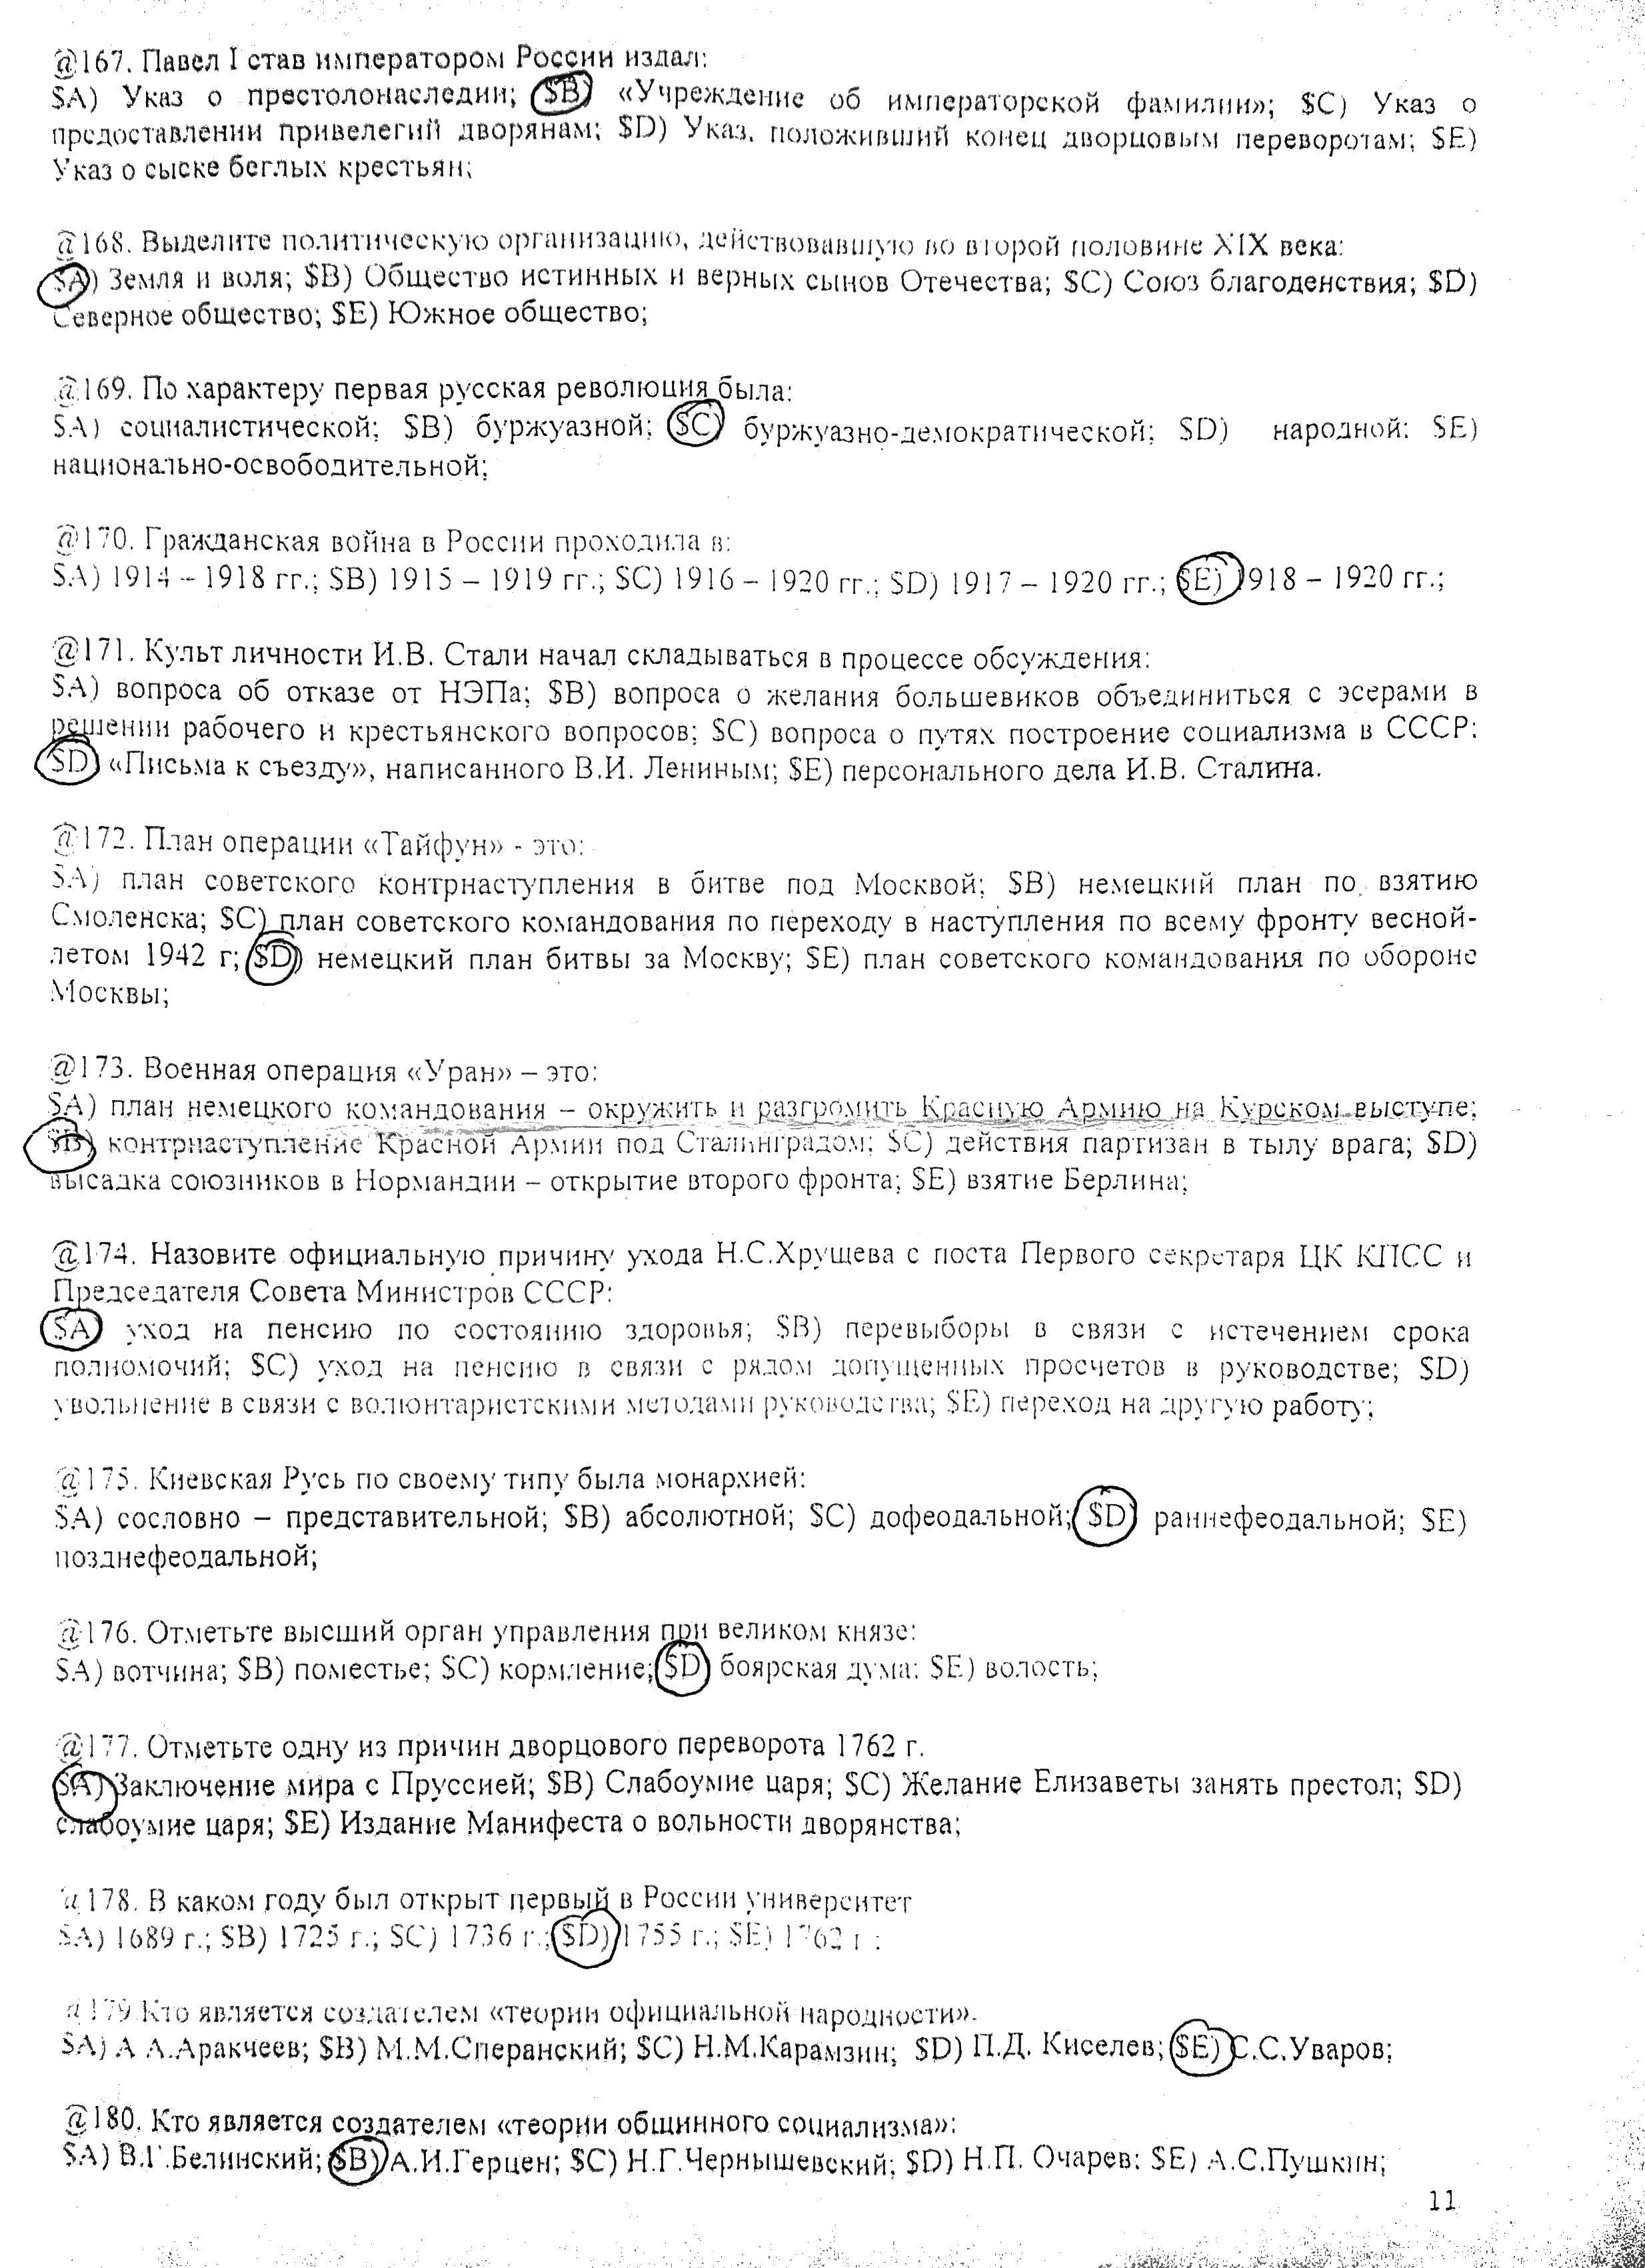 @167. Павел I став императором России издал:
$A) Указ о престолонаследии; $B) «Учреждение об императорской фамилии»; $C) Указ о
предоставлении привелегий дворянам; $D) Указ, положивший конец дворцовым переворотам; $E)
Указ о сыске беглых крестьян;
@168. Выделите политическую организацию, действовавшую во второй половине XIX века:
$A) Земля и воля; $B) Общество истинных и верных сынов Отечества; $C) Союз благоденствия; $D)
Северное общество; $E) Южное общество;
@169. По характеру первая русская революция была:
$A) социалистической; $B) буржуазной; $C) буржуазно-демократической; $D) народной; $E)
национально-освободительной;
@170. Гражданская война в России проходила в:
$A) 1914 – 1918 гг.; $B) 1915 – 1919 гг.; $C) 1916 – 1920 гг.; $D) 1917 – 1920 гг.; $E) 1918 – 1920 гг.;
@171. Культ личности И.В. Стали начал складываться в процессе обсуждения:
$A) вопроса об отказе от НЭПа; $B) вопроса о желания большевиков объединиться с эсерами в
решении рабочего и крестьянского вопросов; $C) вопроса о путях построение социализма в СССР;
$D) «Письма к съезду», написанного В.И. Лениным; $E) персонального дела И.В. Сталина.
@172. План операции «Тайфун» - это:
$A) план советского контрнаступления в битве под Москвой; $B) немецкий план по взятию
Смоленска; $C) план советского командования по переходу в наступления по всему фронту весной-
летом 1942 г; $D) немецкий план битвы за Москву; $E) план советского командования по обороне
Москвы;
@173. Военная операция «Уран» – это:
$A) план немецкого командования – окружить и разгромить Красную Армию на Курском выступе;
$B) контрнаступление Красной Армии под Сталинградом; $C) действия партизан в тылу врага; $D)
высадка союзников в Нормандии – открытие второго фронта; $E) взятие Берлина;
@174. Назовите официальную причину ухода Н.С.Хрущева с поста Первого секретаря ЦК КПСС и
Председателя Совета Министров СССР:
$A) уход на пенсию по состоянию здоровья; $B) перевыборы в связи с истечением срока
полномочий; $C) уход на пенсию в связи с рядом допущенных просчетов в руководстве; $D)
увольнение в связи с волюнтаристскими методами руководства; $E) переход на другую работу;
@175. Киевская Русь по своему типу была монархией:
$A) сословно – представительной; $B) абсолютной; $C) дофеодальной; $D) раннефеодальной; $E)
позднефеодальной;
@176. Отметьте высший орган управления при великом князе:
$A) вотчина; $B) поместье; $C) кормление; $D) боярская дума; $E) волость;
@177. Отметьте одну из причин дворцового переворота 1762 г.
$A) Заключение мира с Пруссией; $B) Слабоумие царя; $C) Желание Елизаветы занять престол; $D)
слабоумие царя; $E) Издание Манифеста о вольности дворянства;
@178. В каком году был открыт первый в России университет
$A) 1689 г.; $B) 1725 г.; $C) 1736 г.; $D) 1755 г.; $E) 1762 г.;
@179 Кто является создателем «теории официальной народности».
$A) А А.Аракчеев; $B) М.М.Сперанский; $C) Н.М.Карамзин; $D) П.Д. Киселев; $E) С.С.Уваров;
@180. Кто является создателем «теории общинного социализма»:
$A) В.Г.Белинский; $B) А.И.Герцен; $C) Н.Г.Чернышевский; $D) Н.П. Очарев; $E) А.С.Пушкин;
11